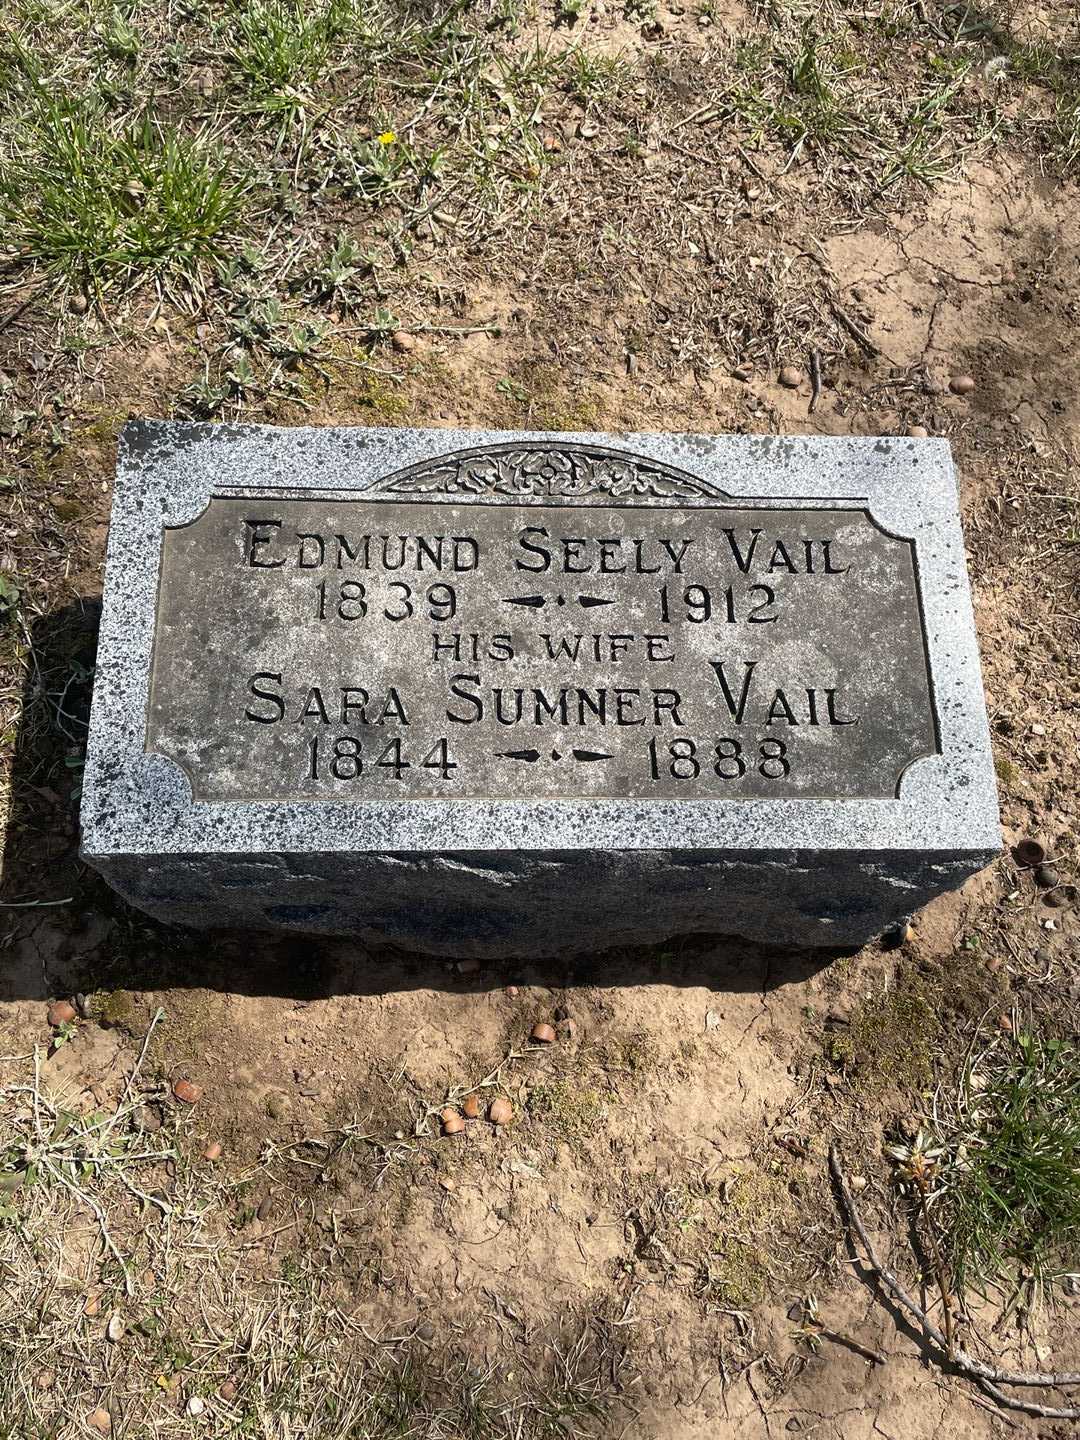 EDMUND SEELY VAIL
1839 1912
HIS WIFE
SARA SUMNER VAIL
1844 1888